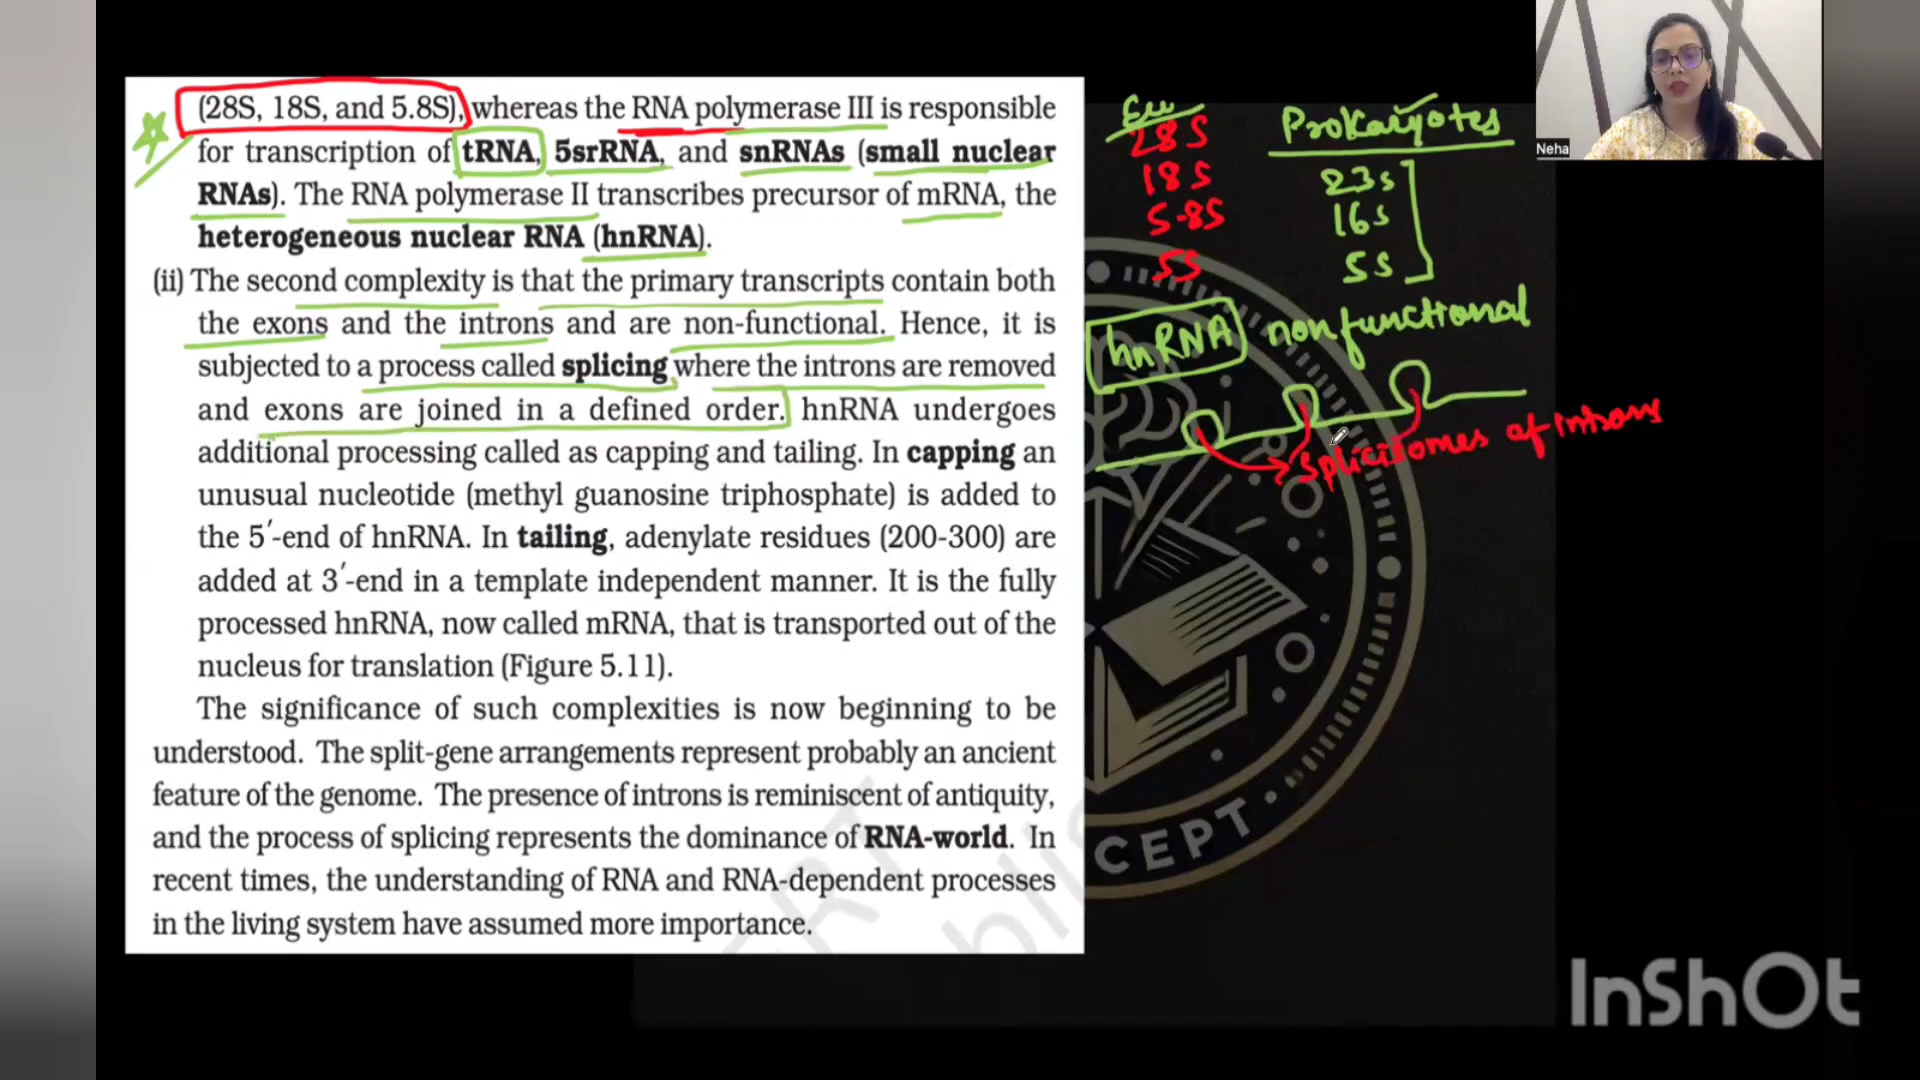 (28S, 18S, and 5.8S), whereas the RNA polymerase III is responsible
for transcription of tRNA, 5srRNA, and snRNAs (small nuclear
RNAs). The RNA polymerase II transcribes precursor of mRNA, the
heterogeneous nuclear RNA (hnRNA).
(ii) The second complexity is that the primary transcripts contain both
the exons and the introns and are non-functional. Hence, it is
subjected to a process called splicing where the introns are removed
and exons are joined in a defined order. hnRNA undergoes
additional processing called as capping and tailing. In capping an
unusual nucleotide (methyl guanosine triphosphate) is added to
the 5′-end of hnRNA. In tailing, adenylate residues (200-300) are
added at 3′-end in a template independent manner. It is the fully
processed hnRNA, now called mRNA, that is transported out of the
nucleus for translation (Figure 5.11).
The significance of such complexities is now beginning to be
understood. The split-gene arrangements represent probably an ancient
feature of the genome. The presence of introns is reminiscent of antiquity,
and the process of splicing represents the dominance of RNA-world. In
recent times, the understanding of RNA and RNA-dependent processes
in the living system have assumed more importance.
Eu
28S
18S
5.8S
5S
Prokaryotes
23s
16s
5s
hnRNA nonfunctional
of introns
CEPT
Neha
InShOt